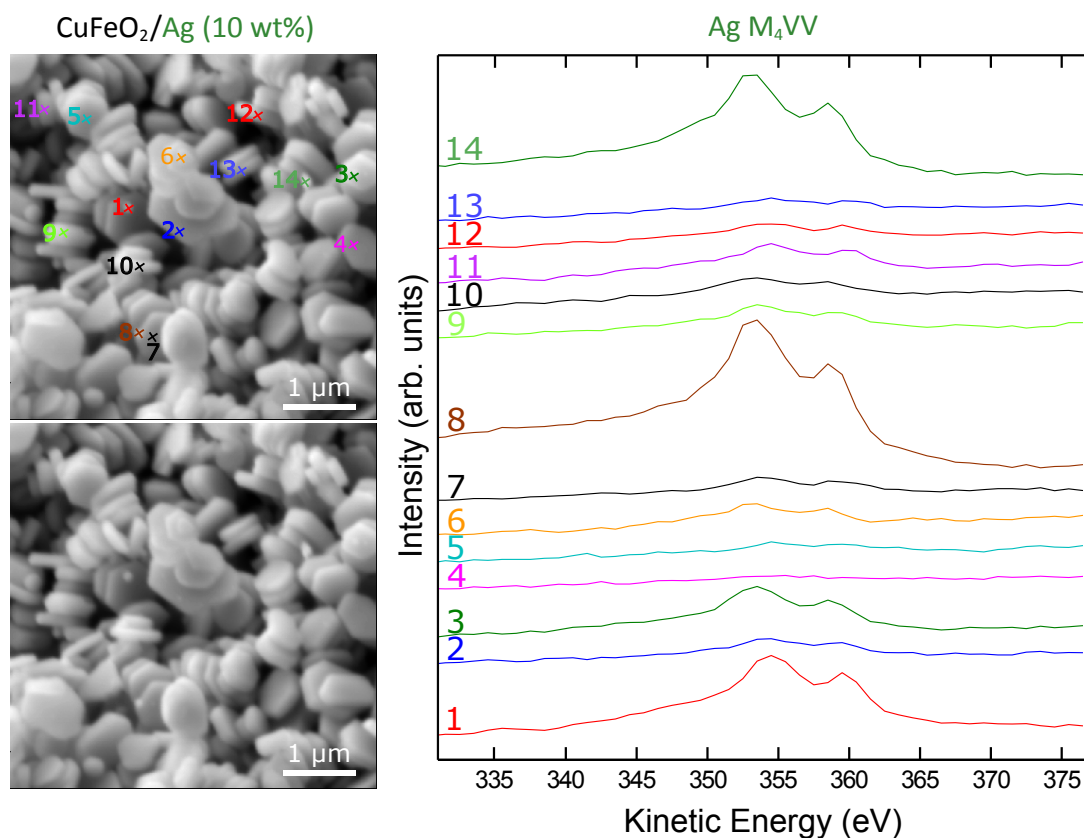 CuFeO₂/Ag (10 wt%)
11× 5× 12×
6× 13× 14× 3×
1× 2× 4×
9× 10×
8× × 7
1 µm
1 µm
Ag M₄VV
Intensity (arb. units)
14
13
12
11
10
9
8
7
6
5
4
3
2
1
335 340 345 350 355 360 365 370 375
Kinetic Energy (eV)